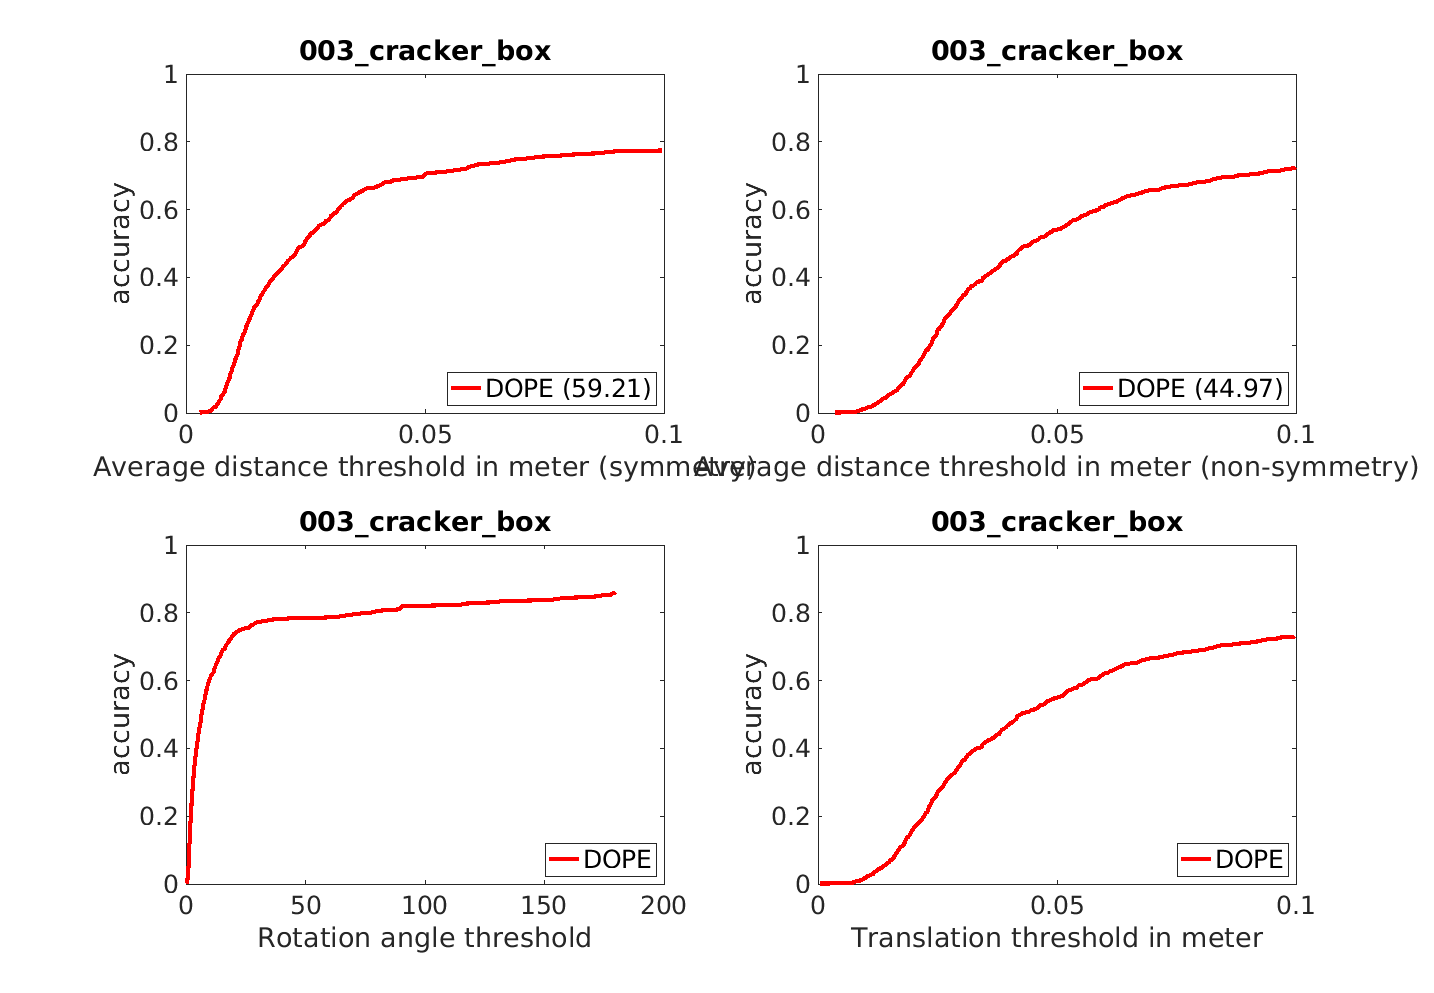 003_cracker_box
1
0.8
0.6
0.4
0.2
0
accuracy
DOPE (59.21)
0 0.05 0.1
Average distance threshold in meter (symmetry)
003_cracker_box
1
0.8
0.6
0.4
0.2
0
accuracy
DOPE (44.97)
0 0.05 0.1
Average distance threshold in meter (non-symmetry)
003_cracker_box
1
0.8
0.6
0.4
0.2
0
accuracy
DOPE
0 50 100 150 200
Rotation angle threshold
003_cracker_box
1
0.8
0.6
0.4
0.2
0
accuracy
DOPE
0 0.05 0.1
Translation threshold in meter